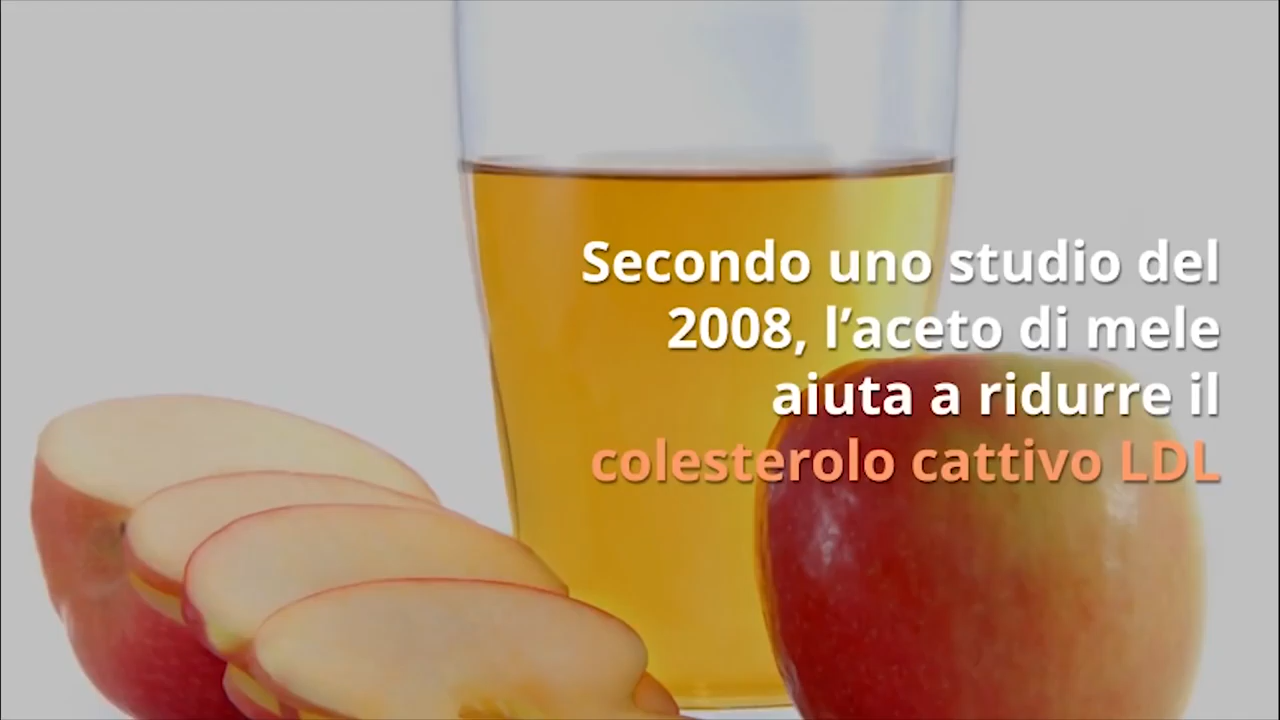 Secondo uno studio del
2008, l’aceto di mele
aiuta a ridurre il
colesterolo cattivo LDL